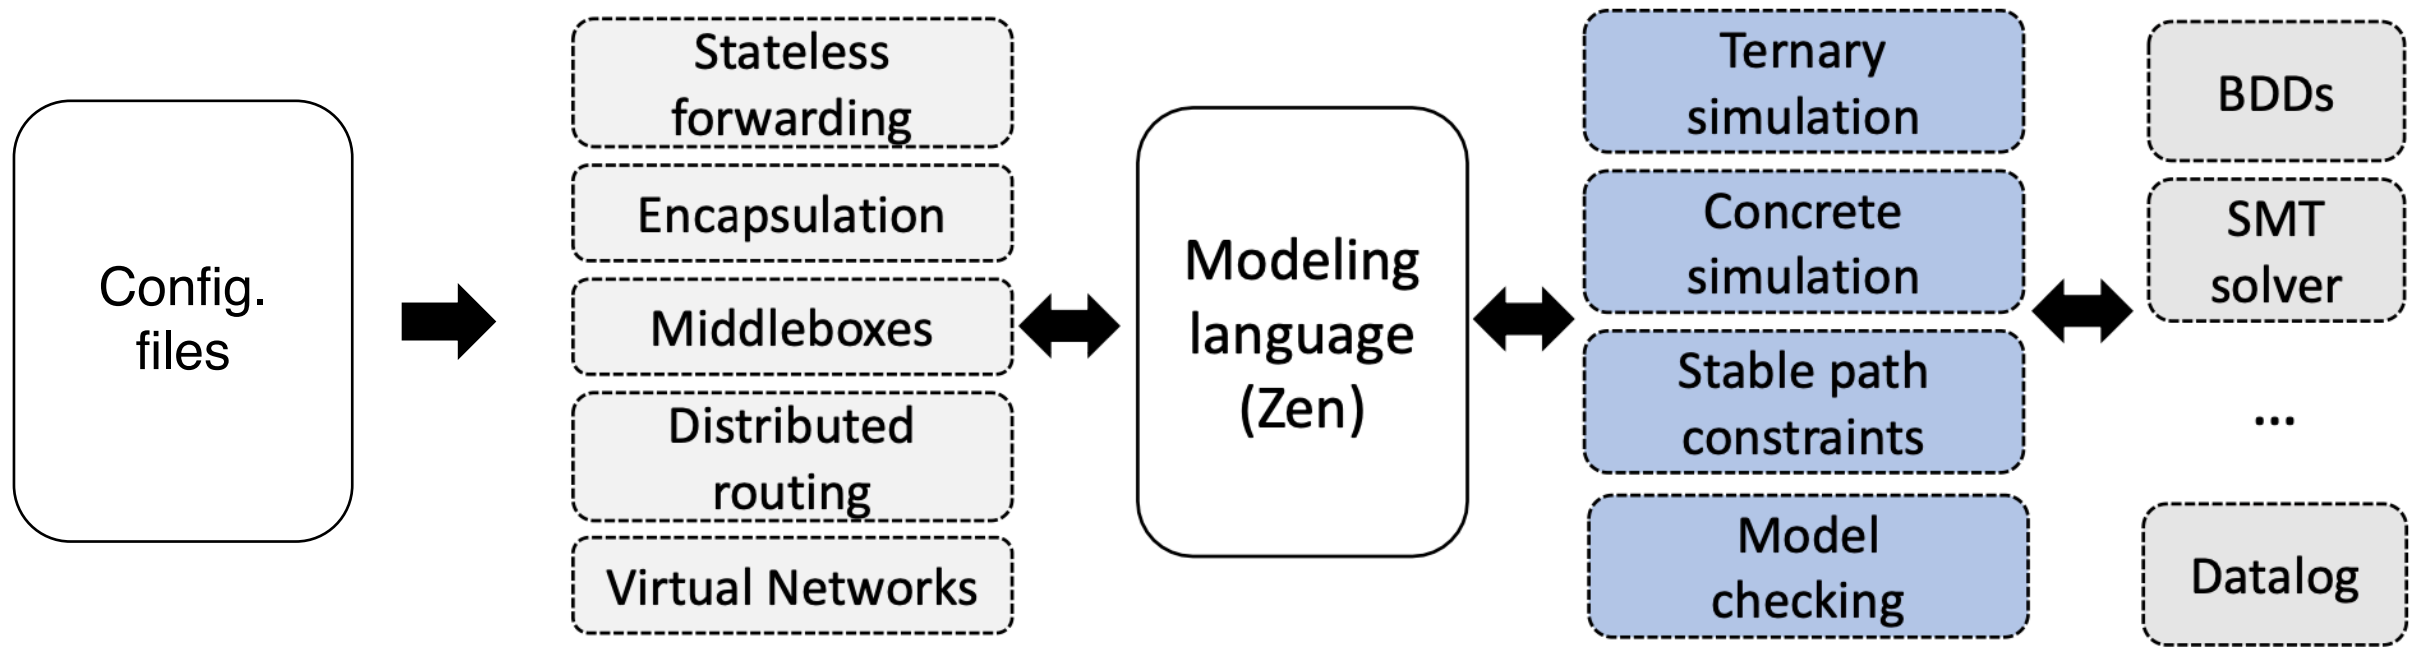 Config.
files
Stateless
forwarding
Encapsulation
Middleboxes
Distributed
routing
Virtual Networks
Modeling
language
(Zen)
Ternary
simulation
Concrete
simulation
Stable path
constraints
Model
checking
BDDs
SMT
solver
...
Datalog